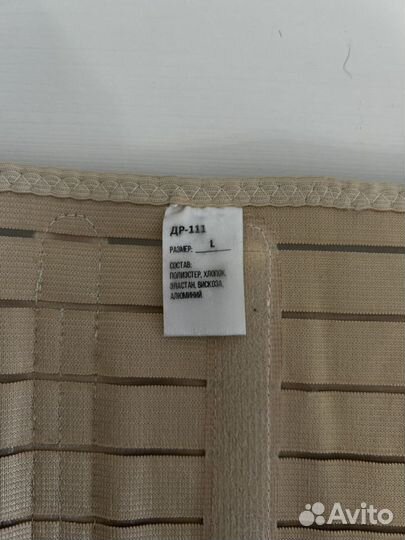 ДР-111
РАЗМЕР: L
СОСТАВ:
ПОЛИЭСТЕР, ХЛОПОК,
ЭЛАСТАН, ВИСКОЗА,
АЛЮМИНИЙ
Avito